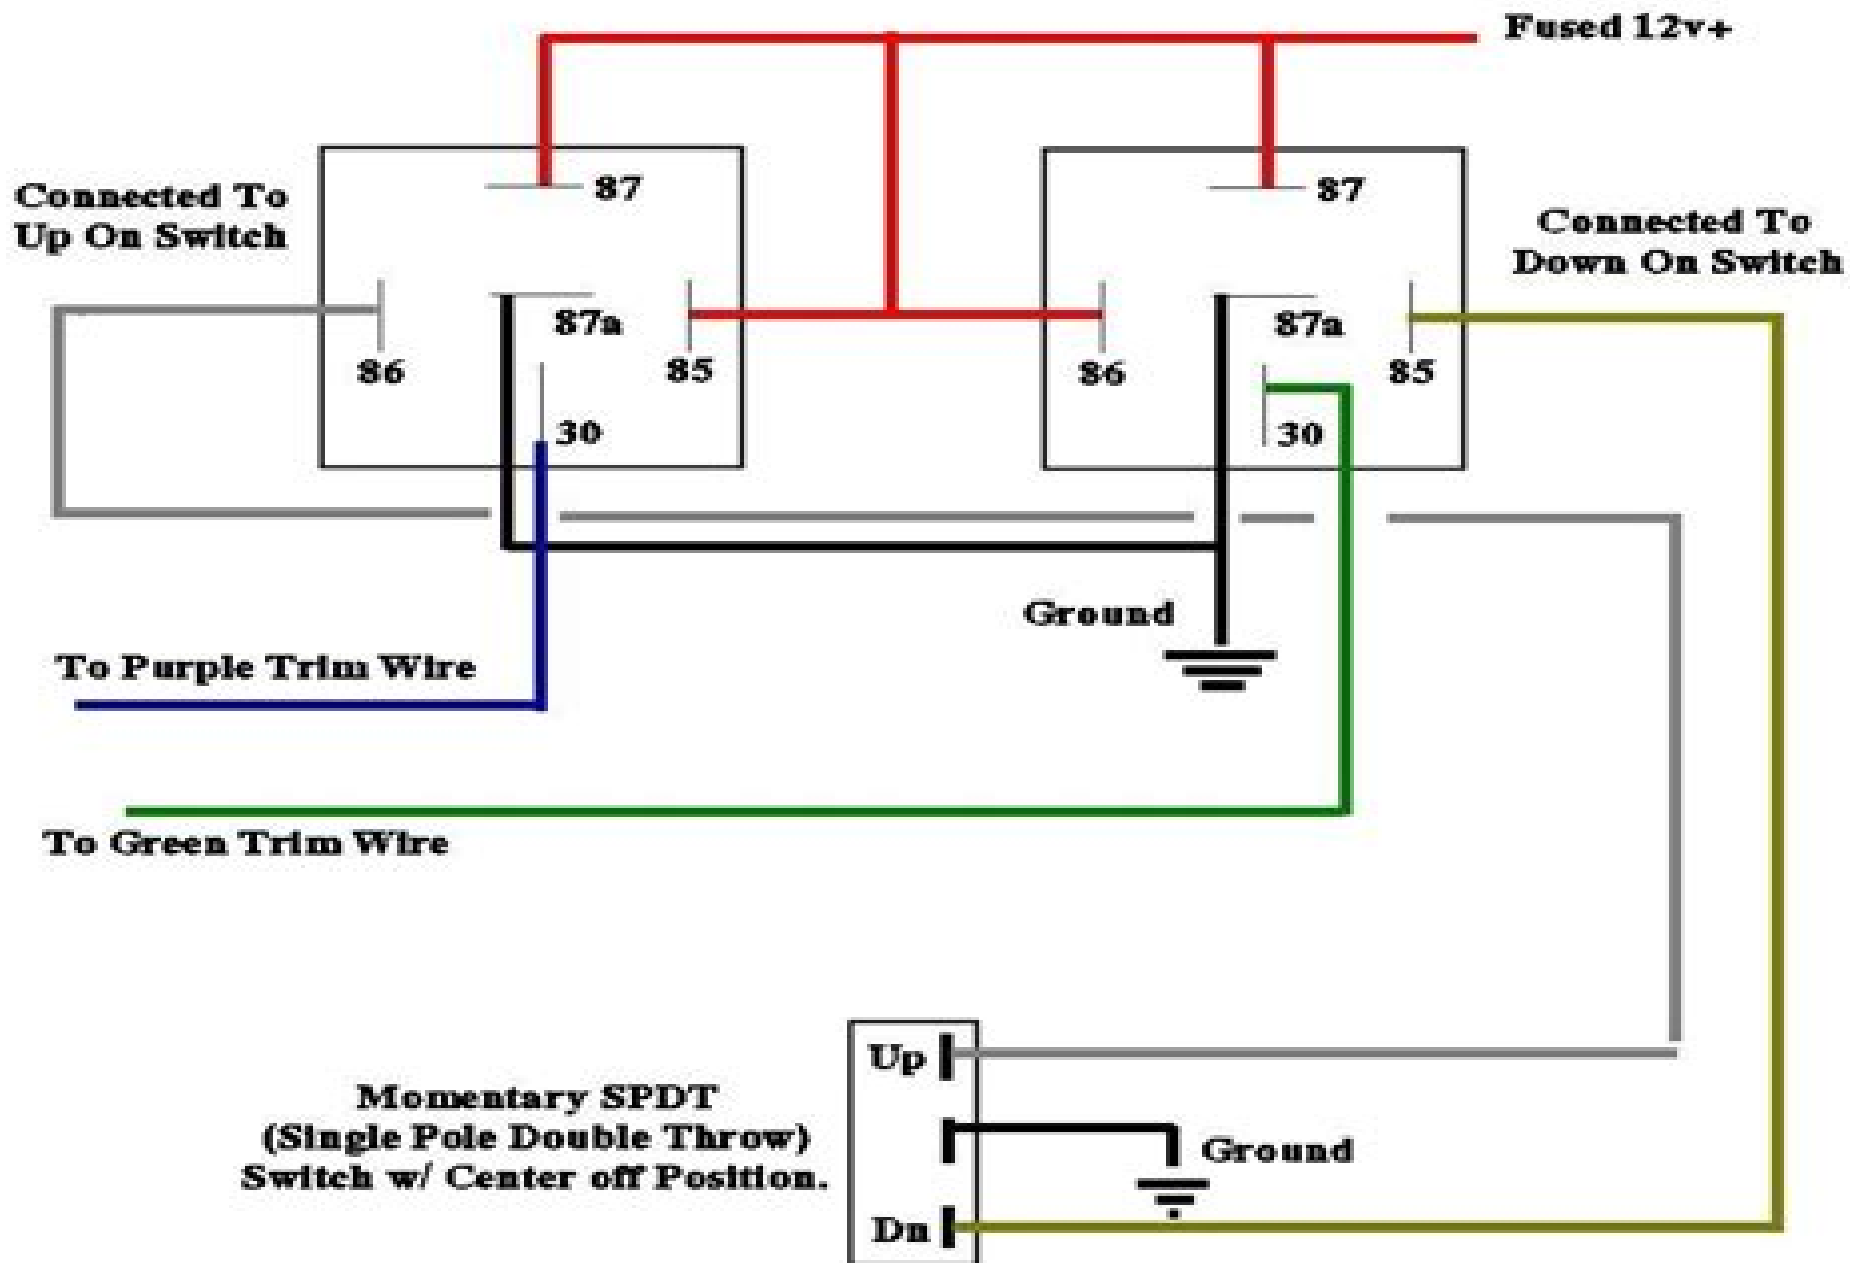 Fused 12v+
Connected To
Up On Switch
87
87a
86
85
30
87
87a
86
85
30
Connected To
Down On Switch
Ground
To Purple Trim Wire
To Green Trim Wire
Momentary SPDT
(Single Pole Double Throw)
Switch w/ Center off Position.
Up
Ground
Dn